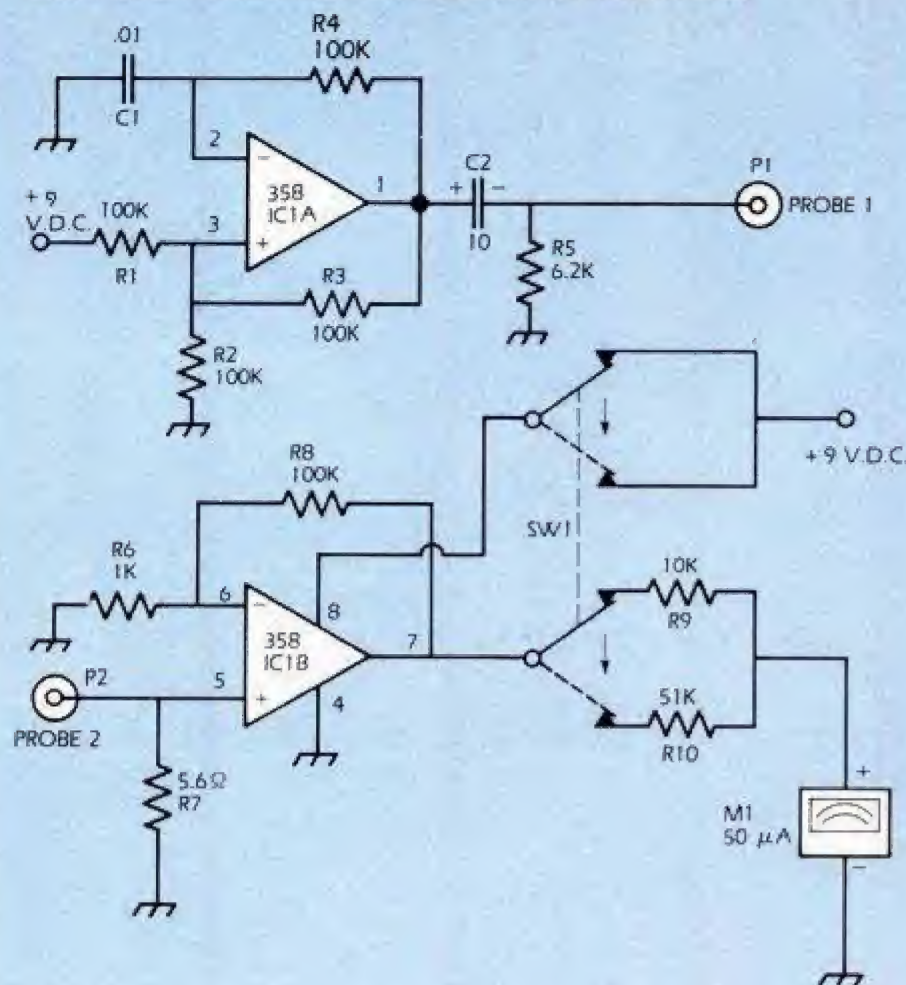 .01
C1
R4
100K
2
−
358
IC1A
1
3
+
+ 9
V.D.C.
100K
R1
R3
100K
R2
100K
C2
+ −
10
R5
6.2K
P1
PROBE 1
+ 9 V.D.C.
SW1
R8
100K
R6
1K
6
−
8
358
IC1B
7
5
+
4
P2
PROBE 2
5.6Ω
R7
10K
R9
51K
R10
M1
50 µA
+
−